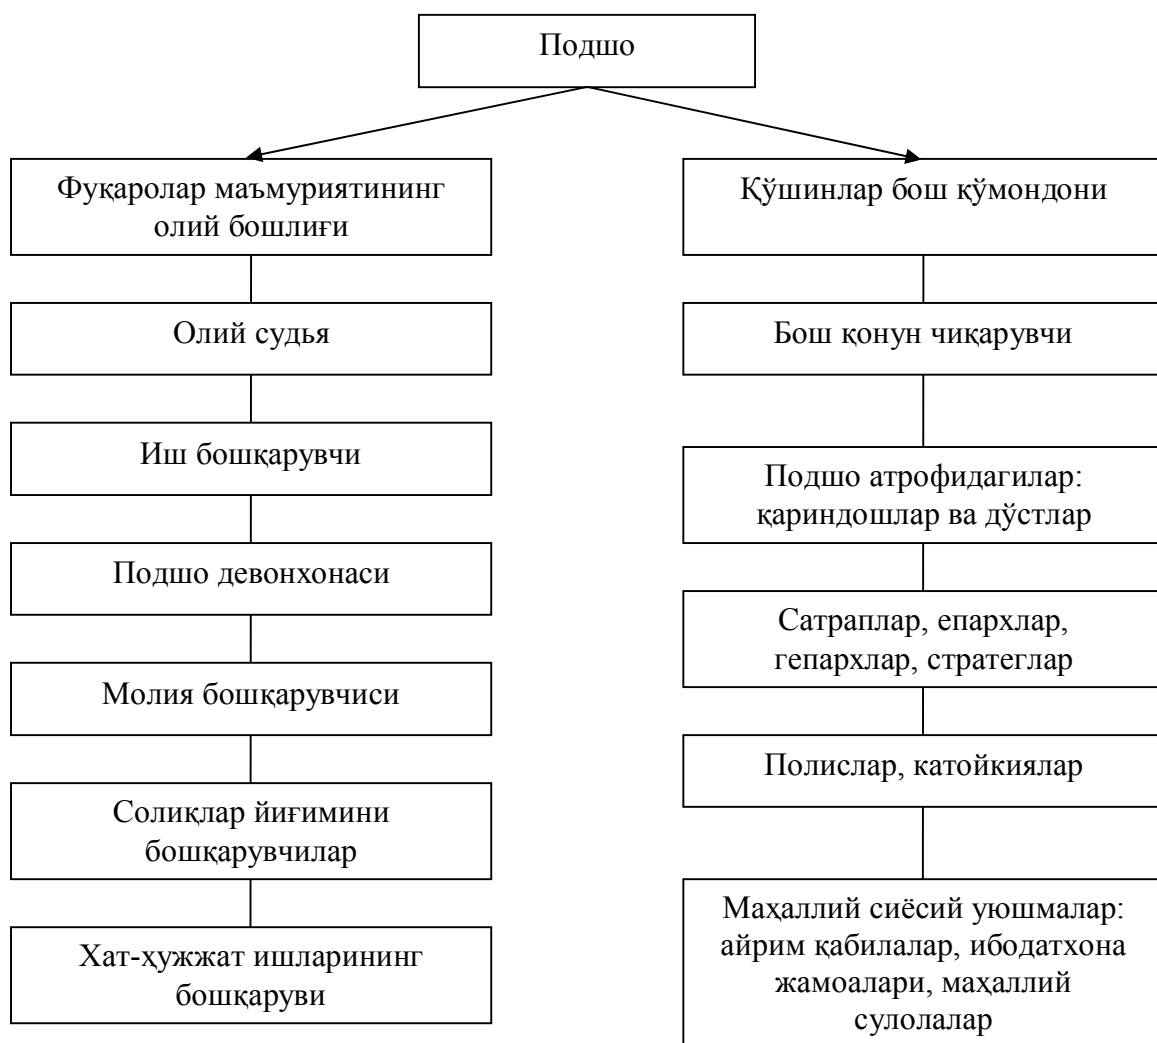 Подшо
Фуқаролар маъмуриятининг
олий бошлиғи
Олий судья
Иш бошқарувчи
Подшо девонхонаси
Молия бошқарувчиси
Солиқлар йиғимини
бошқарувчилар
Хат-ҳужжат ишларининг
бошқаруви
Қўшинлар бош қўмондони
Бош қонун чиқарувчи
Подшо атрофидагилар:
қариндошлар ва дўстлар
Сатраплар, епархлар,
гепархлар, стратеглар
Полислар, катойкиялар
Маҳаллий сиёсий уюшмалар:
айрим қабилалар, ибодатхона
жамоалари, маҳаллий
сулолалар